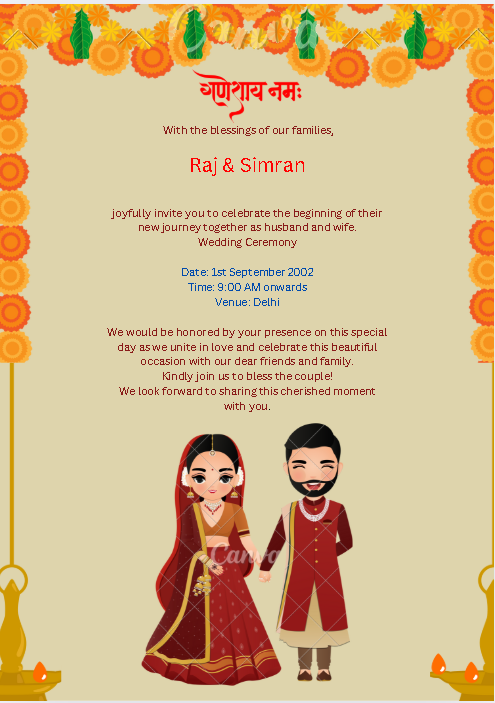 Canva
गणेशाय नमः
With the blessings of our families,
Raj & Simran
joyfully invite you to celebrate the beginning of their
new journey together as husband and wife.
Wedding Ceremony
Date: 1st September 2002
Time: 9:00 AM onwards
Venue: Delhi
We would be honored by your presence on this special
day as we unite in love and celebrate this beautiful
occasion with our dear friends and family.
Kindly join us to bless the couple!
We look forward to sharing this cherished moment
with you.
Canva